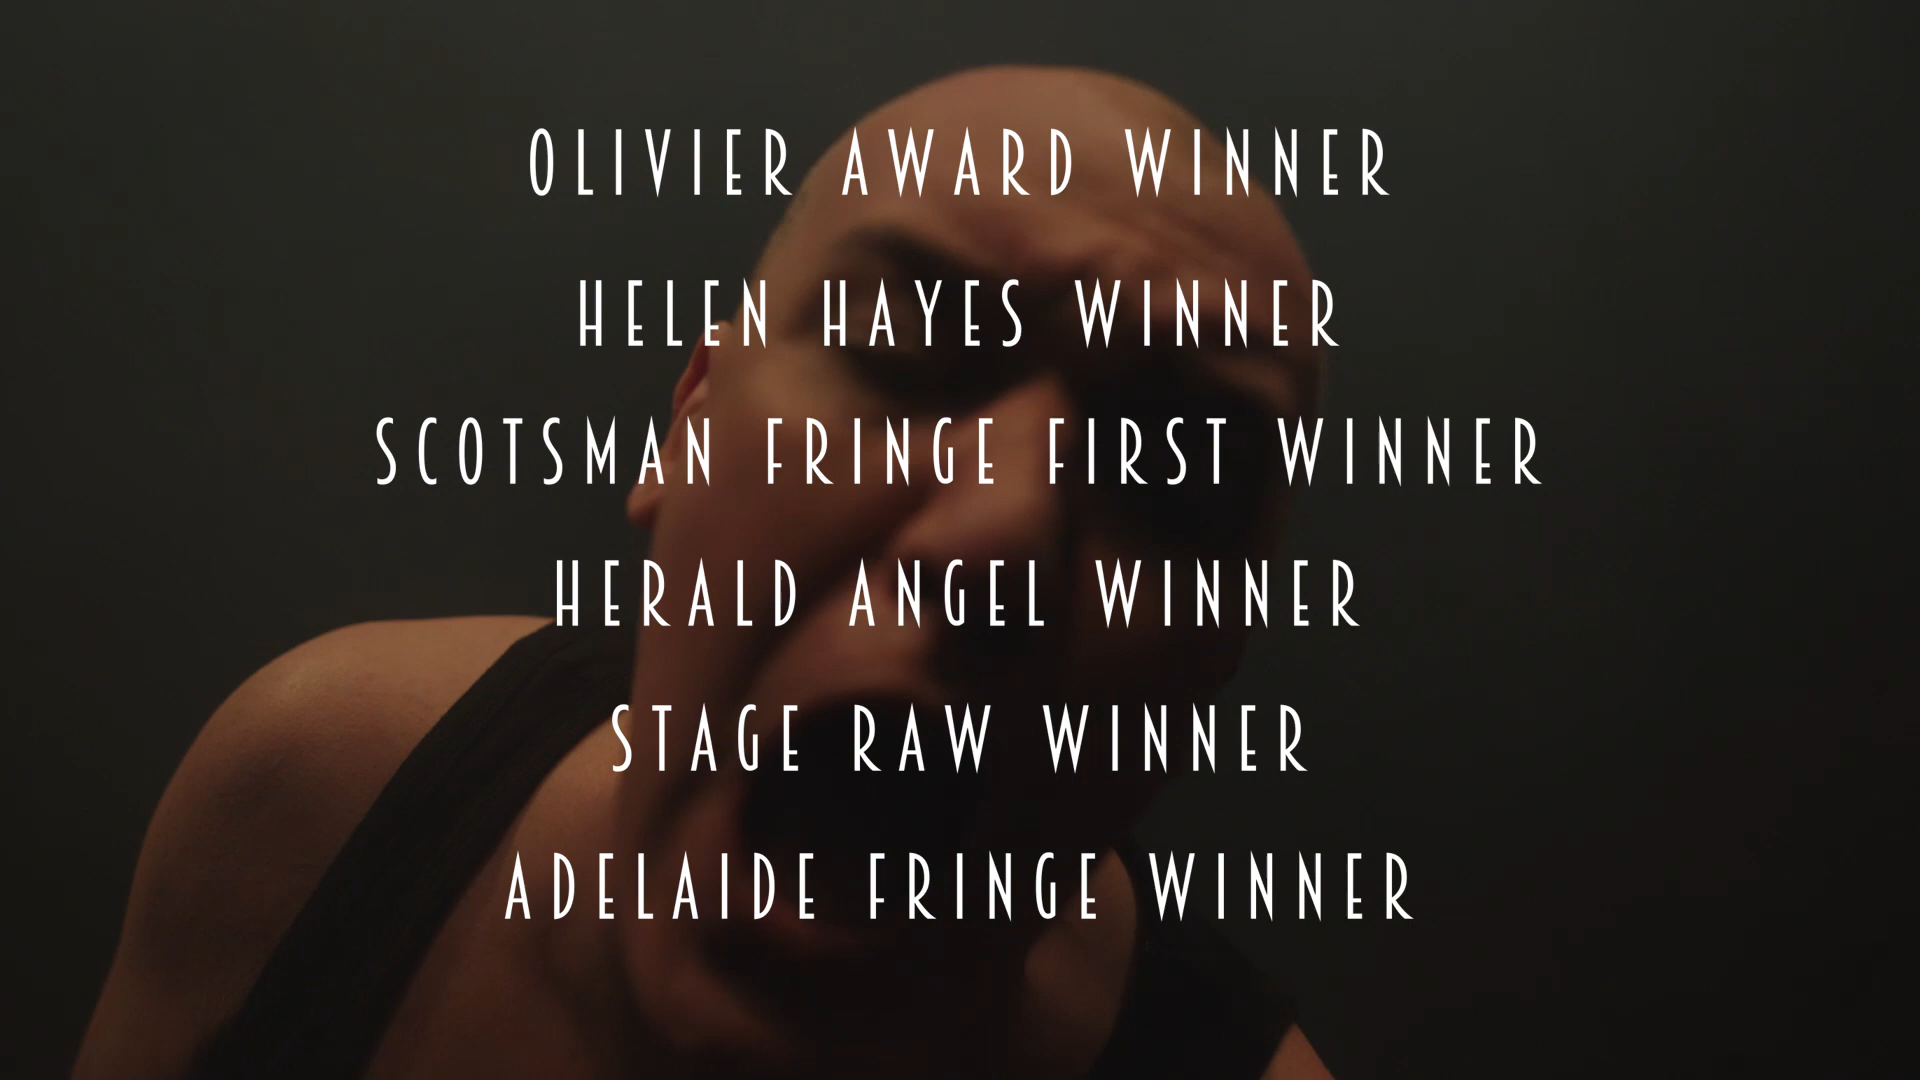 OLIVIER AWARD WINNER
HELEN HAYES WINNER
SCOTSMAN FRINGE FIRST WINNER
HERALD ANGEL WINNER
STAGE RAW WINNER
ADELAIDE FRINGE WINNER